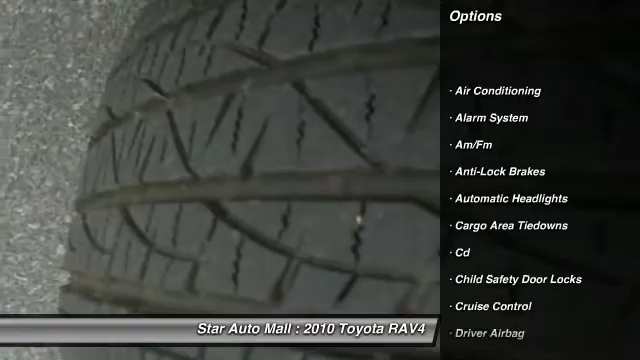 Options
· Air Conditioning
· Alarm System
· Am/Fm
· Anti-Lock Brakes
· Automatic Headlights
· Cargo Area Tiedowns
· Cd
· Child Safety Door Locks
· Cruise Control
· Driver Airbag
Star Auto Mall : 2010 Toyota RAV4